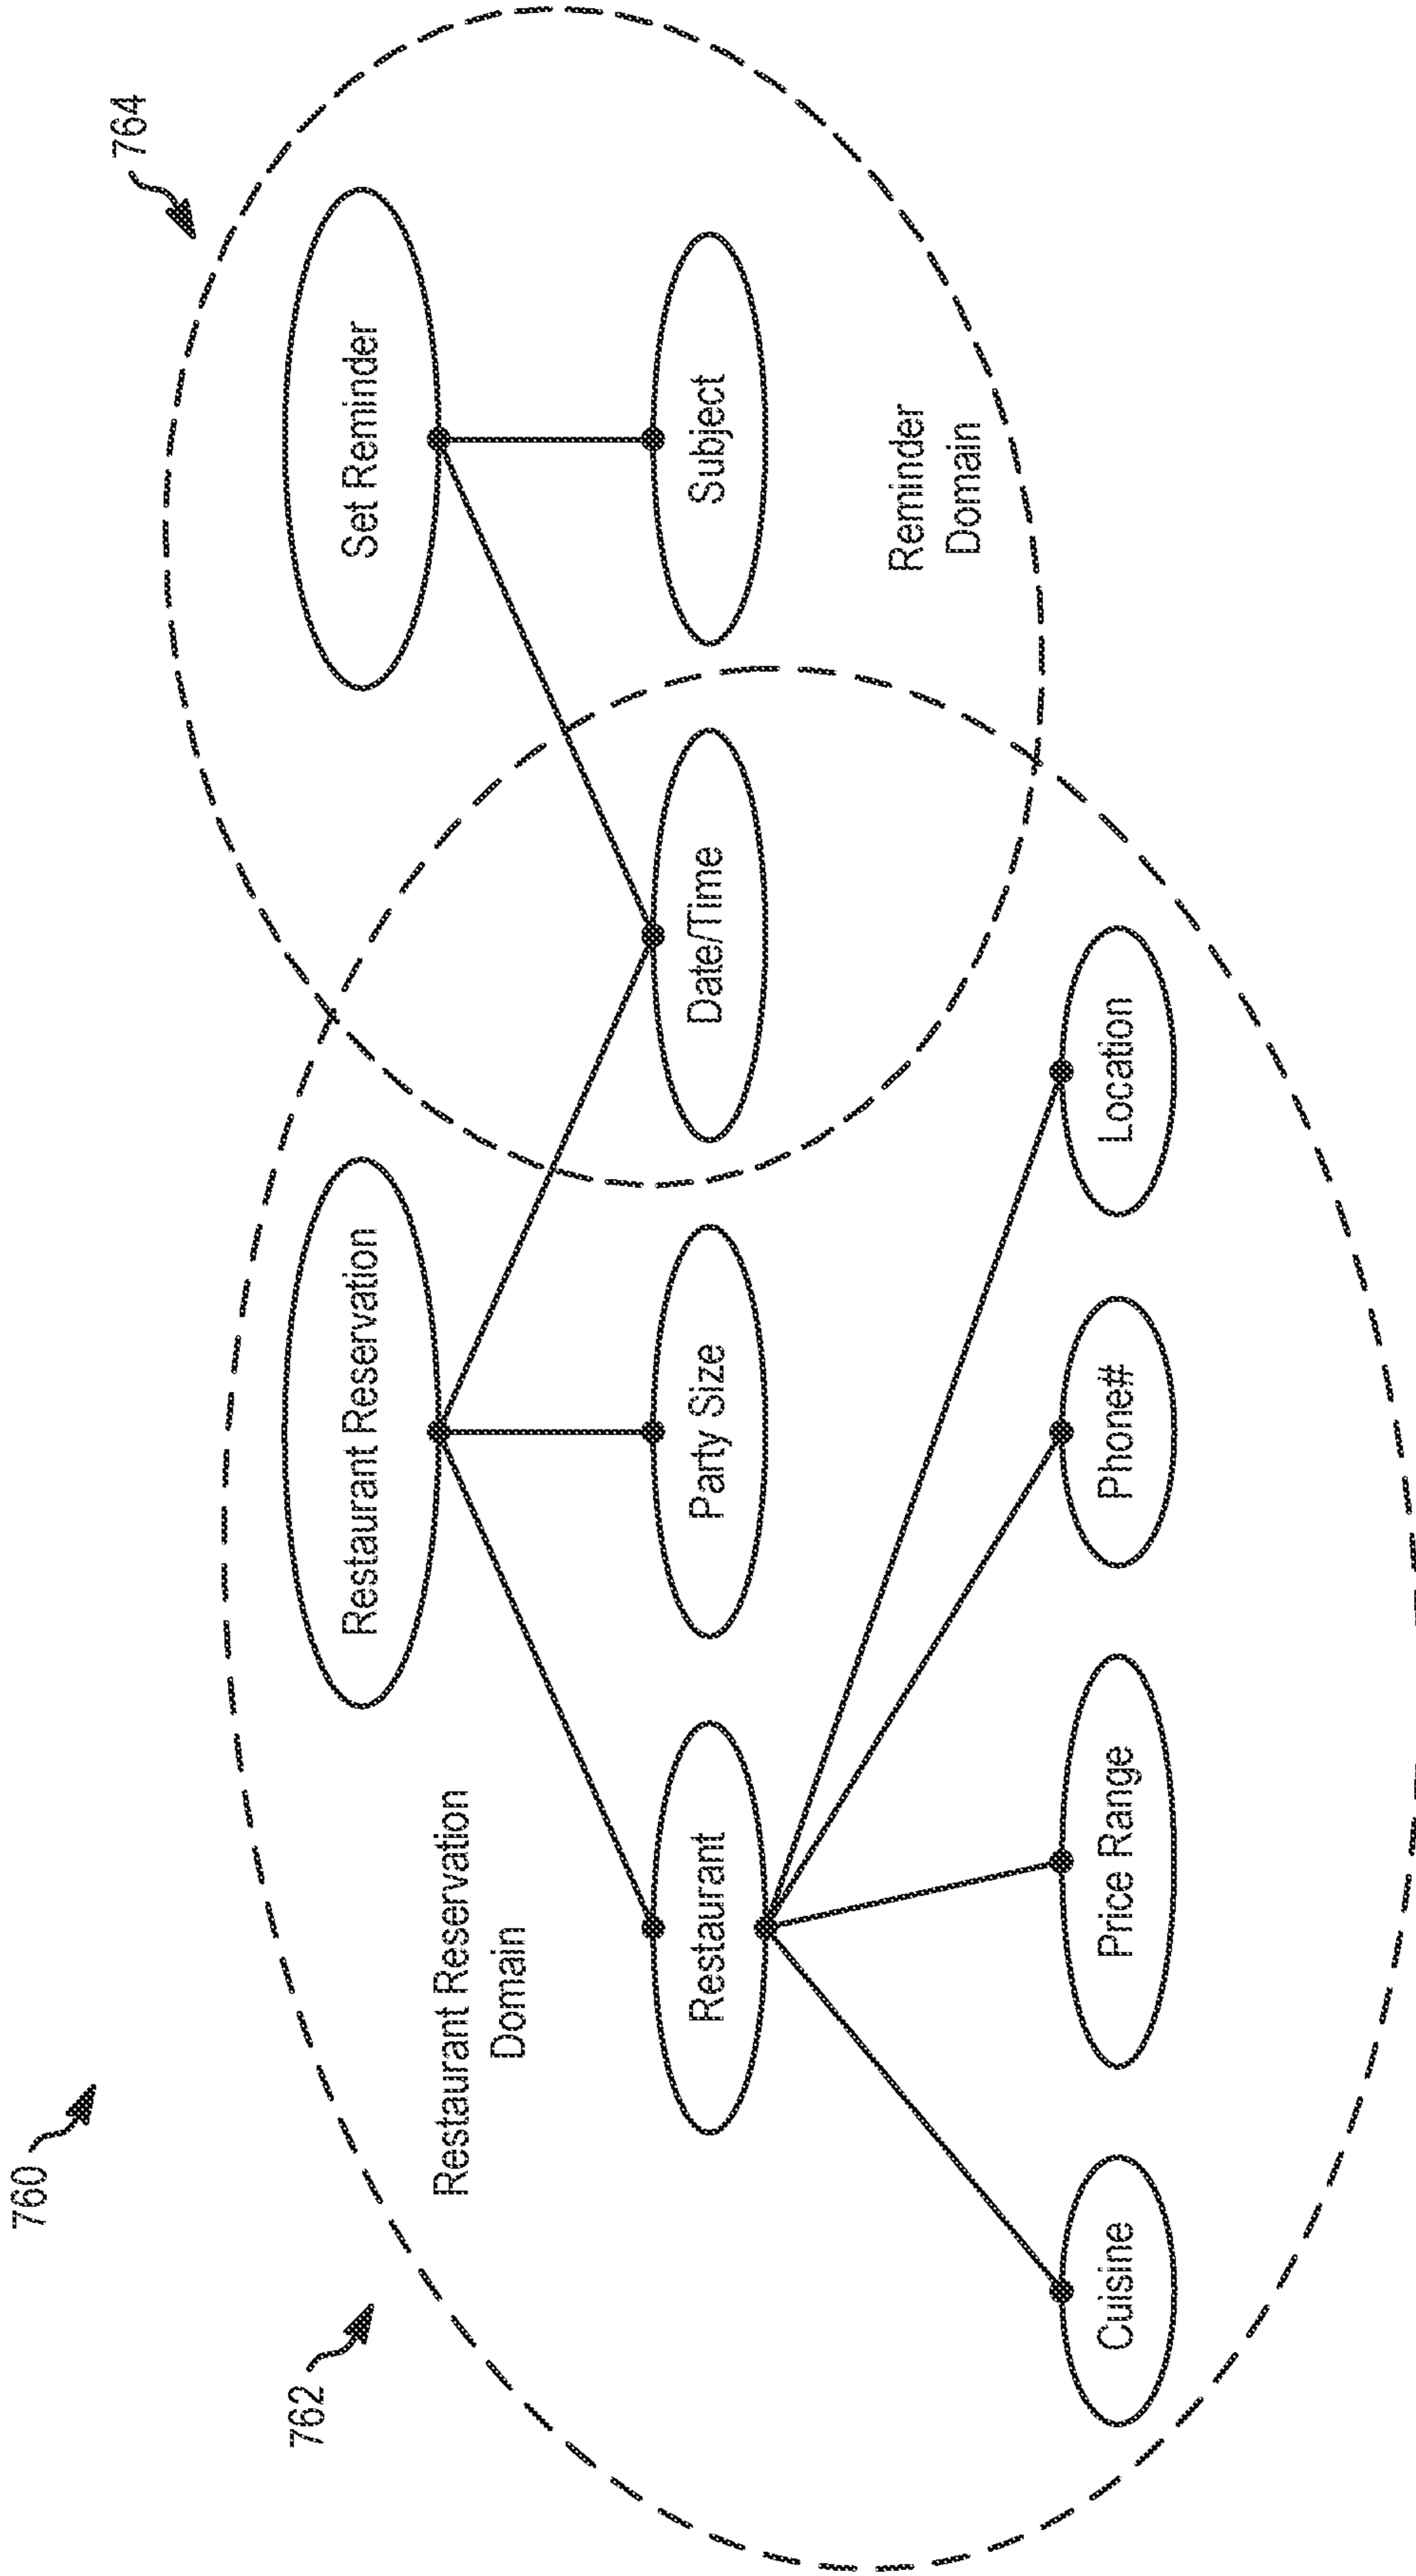 760
762
764
Restaurant Reservation
Set Reminder
Restaurant Reservation
Domain
Restaurant
Party Size
Date/Time
Subject
Reminder
Domain
Cuisine
Price Range
Phone#
Location